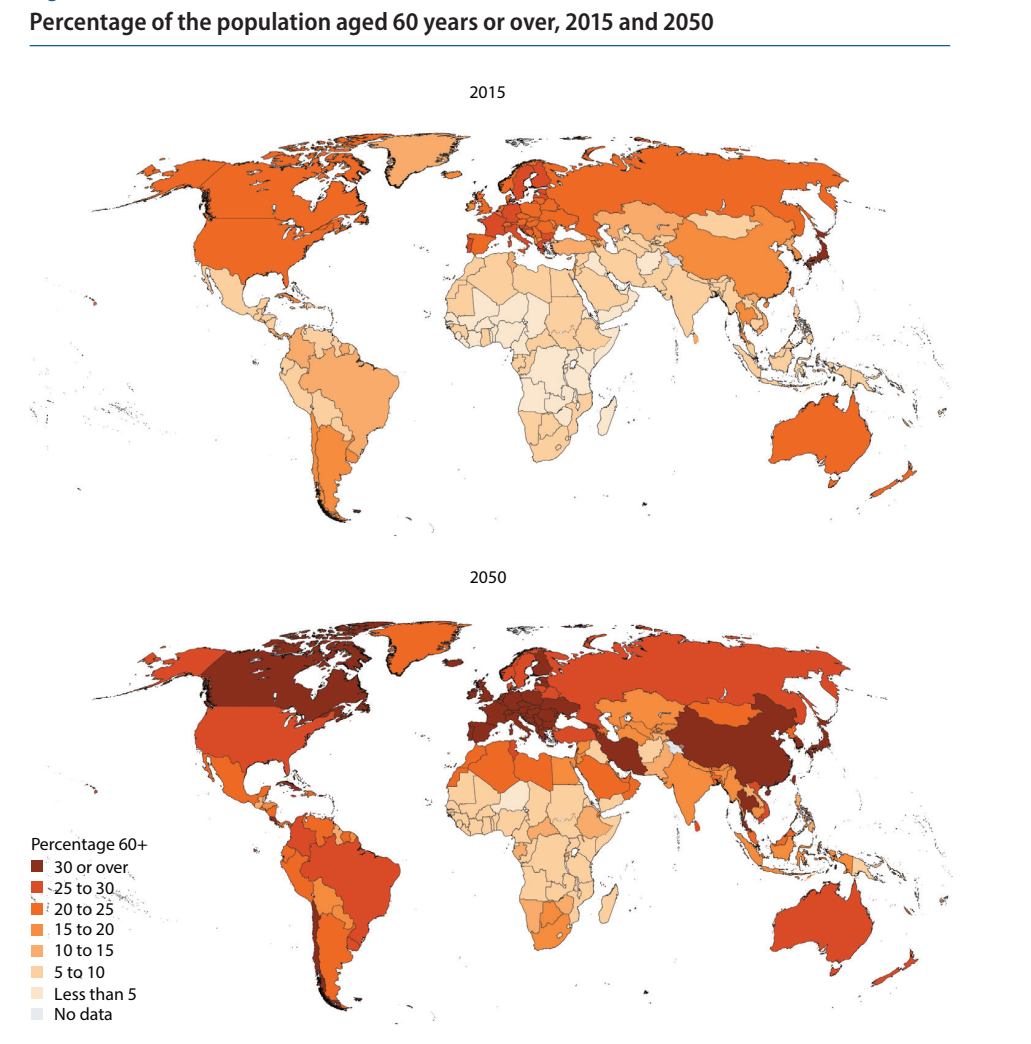 Percentage of the population aged 60 years or over, 2015 and 2050
2015
2050
Percentage 60+
30 or over
25 to 30
20 to 25
15 to 20
10 to 15
5 to 10
Less than 5
No data